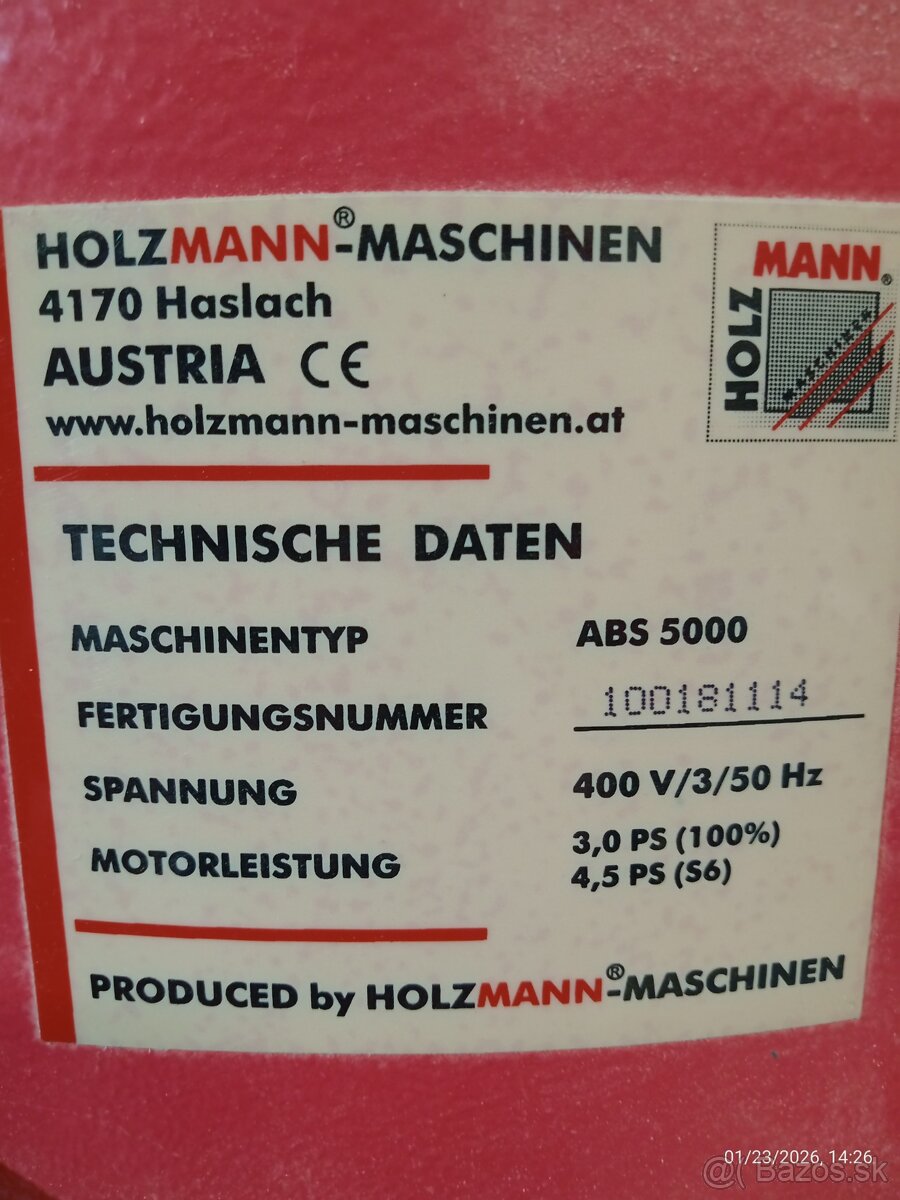 HOLZMANN®-MASCHINEN
4170 Haslach
AUSTRIA CE
www.holzmann-maschinen.at
MANN®
HOLZ
MASCHINEN
TECHNISCHE DATEN
MASCHINENTYP ABS 5000
FERTIGUNGSNUMMER 100181114
SPANNUNG 400 V/3/50 Hz
MOTORLEISTUNG 3,0 PS (100%)
4,5 PS (S6)
PRODUCED by HOLZMANN®-MASCHINEN
01/23/2026, 14:26
@ Bazos.sk